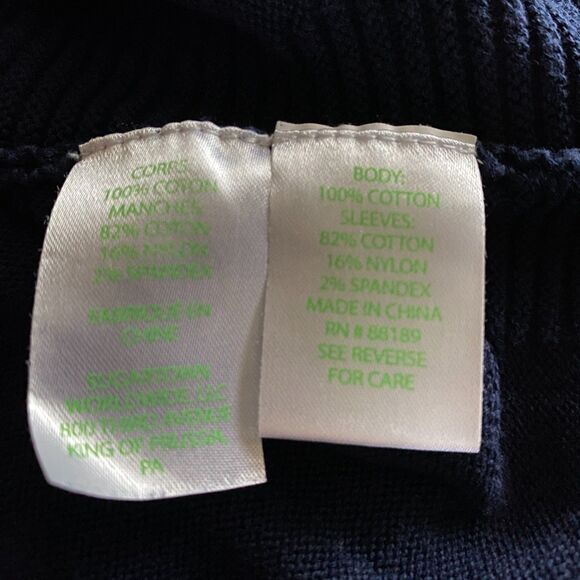 CORPS:
100% COTON
MANCHES:
82% COTON
16% NYLON
2% SPANDEX
FABRIQUÉ EN
CHINE
SUGARTOWN
WORLDWIDE LLC
800 THIRD AVENUE
KING OF PRUSSIA,
PA
BODY:
100% COTTON
SLEEVES:
82% COTTON
16% NYLON
2% SPANDEX
MADE IN CHINA
RN # 88189
SEE REVERSE
FOR CARE